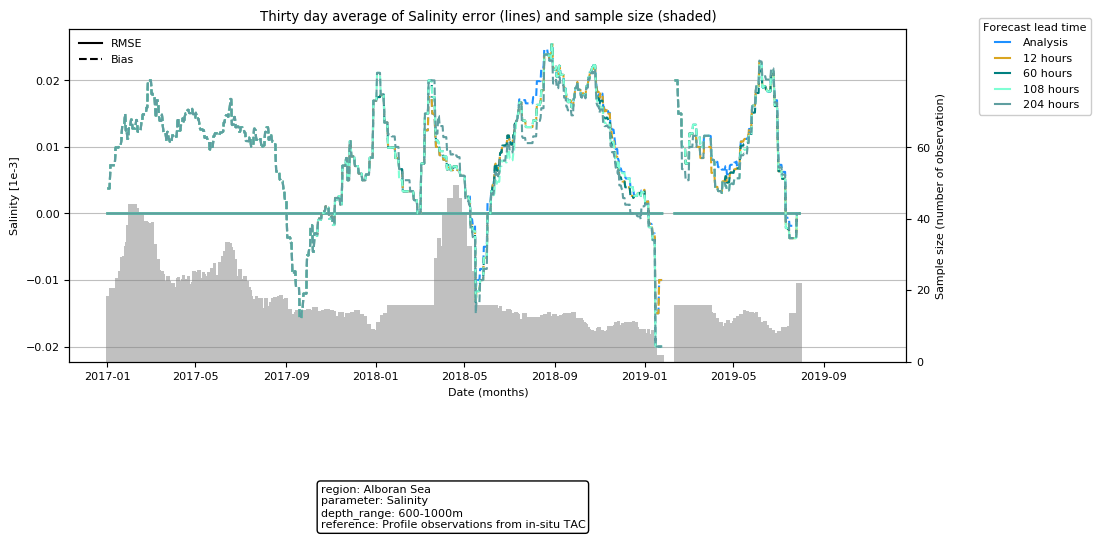 Thirty day average of Salinity error (lines) and sample size (shaded)
RMSE
Bias
Forecast lead time
Analysis
12 hours
60 hours
108 hours
204 hours
Salinity [1e-3]
0.02
0.01
0.00
−0.01
−0.02
60
40
20
0
Sample size (number of observation)
2017-01 2017-05 2017-09 2018-01 2018-05 2018-09 2019-01 2019-05 2019-09
Date (months)
region: Alboran Sea
parameter: Salinity
depth_range: 600-1000m
reference: Profile observations from in-situ TAC